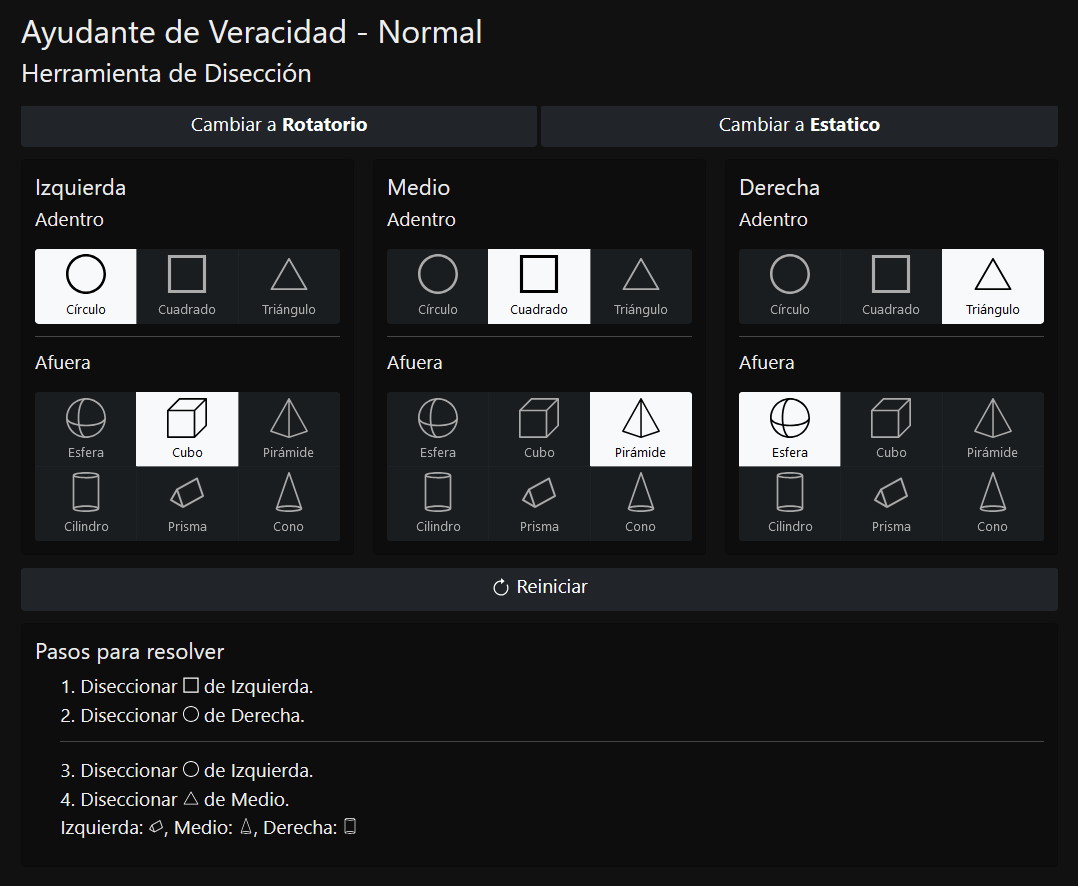 Ayudante de Veracidad - Normal
Herramienta de Disección
Cambiar a Rotatorio
Cambiar a Estatico
Izquierda
Adentro
Círculo Cuadrado Triángulo
Afuera
Esfera Cubo Pirámide
Cilindro Prisma Cono
Medio
Adentro
Círculo Cuadrado Triángulo
Afuera
Esfera Cubo Pirámide
Cilindro Prisma Cono
Derecha
Adentro
Círculo Cuadrado Triángulo
Afuera
Esfera Cubo Pirámide
Cilindro Prisma Cono
Reiniciar
Pasos para resolver
1. Diseccionar de Izquierda.
2. Diseccionar de Derecha.
3. Diseccionar de Izquierda.
4. Diseccionar de Medio.
Izquierda: , Medio: , Derecha: